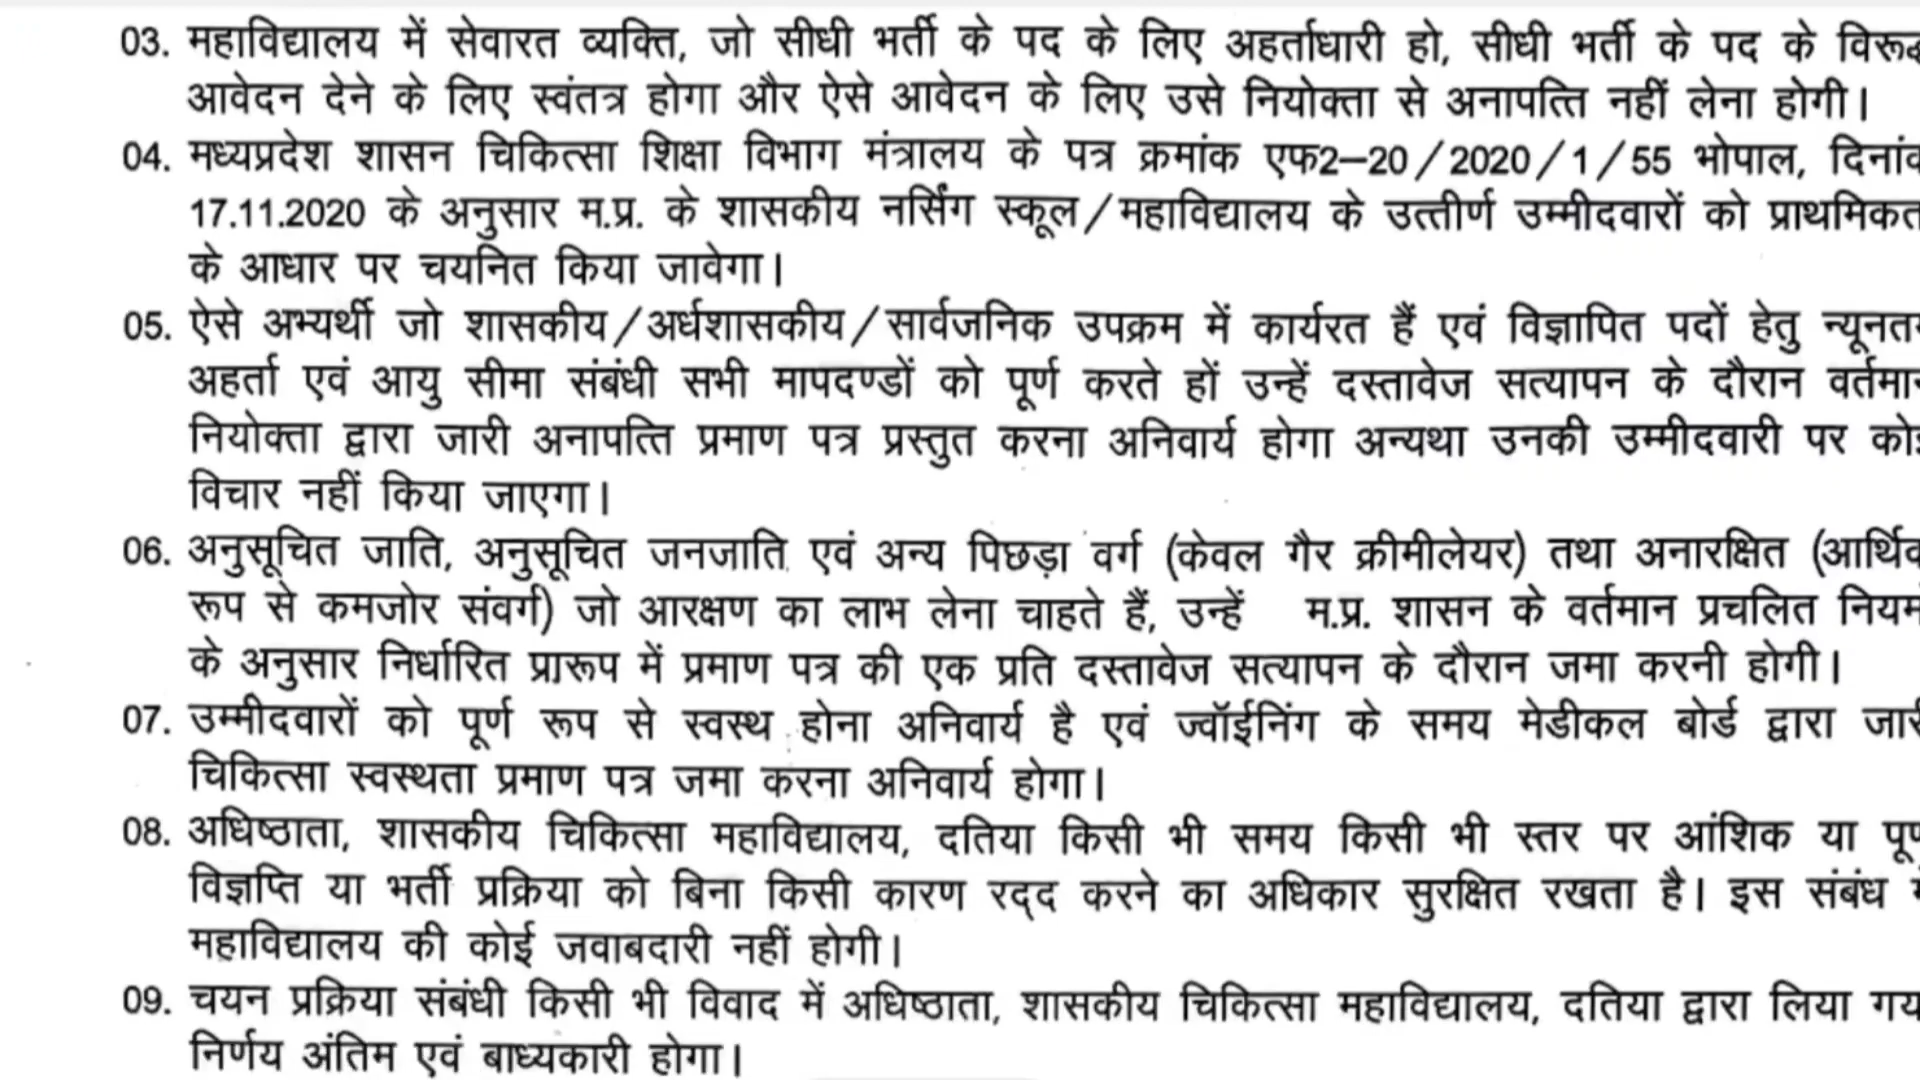 03. महाविद्यालय में सेवारत व्यक्ति, जो सीधी भर्ती के पद के लिए अहर्ताधारी हो, सीधी भर्ती के पद के
आवेदन देने के लिए स्वंतत्र होगा और ऐसे आवेदन के लिए उसे नियोक्ता से अनापत्ति नहीं लेना होगी।
04. मध्यप्रदेश शासन चिकित्सा शिक्षा विभाग मंत्रालय के पत्र क्रमांक एफ2–20/2020/1/55 भोपाल,
17.11.2020 के अनुसार म.प्र. के शासकीय नर्सिंग स्कूल/महाविद्यालय के उत्तीर्ण उम्मीदवारों को
के आधार पर चयनित किया जावेगा।
05. ऐसे अभ्यर्थी जो शासकीय/अर्धशासकीय/सार्वजनिक उपक्रम में कार्यरत हैं एवं विज्ञापित पदों हेतु
अहर्ता एवं आयु सीमा संबंधी सभी मापदण्डों को पूर्ण करते हों उन्हें दस्तावेज सत्यापन के दौरान
नियोक्ता द्वारा जारी अनापत्ति प्रमाण पत्र प्रस्तुत करना अनिवार्य होगा अन्यथा उनकी उम्मीदवारी पर
विचार नहीं किया जाएगा।
06. अनुसूचित जाति, अनुसूचित जनजाति एवं अन्य पिछड़ा वर्ग (केवल गैर क्रीमीलेयर) तथा अनारक्षित
रूप से कमजोर संवर्ग) जो आरक्षण का लाभ लेना चाहते हैं, उन्हें म.प्र. शासन के वर्तमान प्रचलित
के अनुसार निर्धारित प्रारूप में प्रमाण पत्र की एक प्रति दस्तावेज सत्यापन के दौरान जमा करनी होगी।
07. उम्मीदवारों को पूर्ण रूप से स्वस्थ होना अनिवार्य है एवं ज्वॉईनिंग के समय मेडीकल बोर्ड द्वारा
चिकित्सा स्वस्थता प्रमाण पत्र जमा करना अनिवार्य होगा।
08. अधिष्ठाता, शासकीय चिकित्सा महाविद्यालय, दतिया किसी भी समय किसी भी स्तर पर आंशिक या
विज्ञप्ति या भर्ती प्रक्रिया को बिना किसी कारण रद्द करने का अधिकार सुरक्षित रखता है। इस संबंध
महाविद्यालय की कोई जवाबदारी नहीं होगी।
09. चयन प्रक्रिया संबंधी किसी भी विवाद में अधिष्ठाता, शासकीय चिकित्सा महाविद्यालय, दतिया द्वारा लिया
निर्णय अंतिम एवं बाध्यकारी होगा।